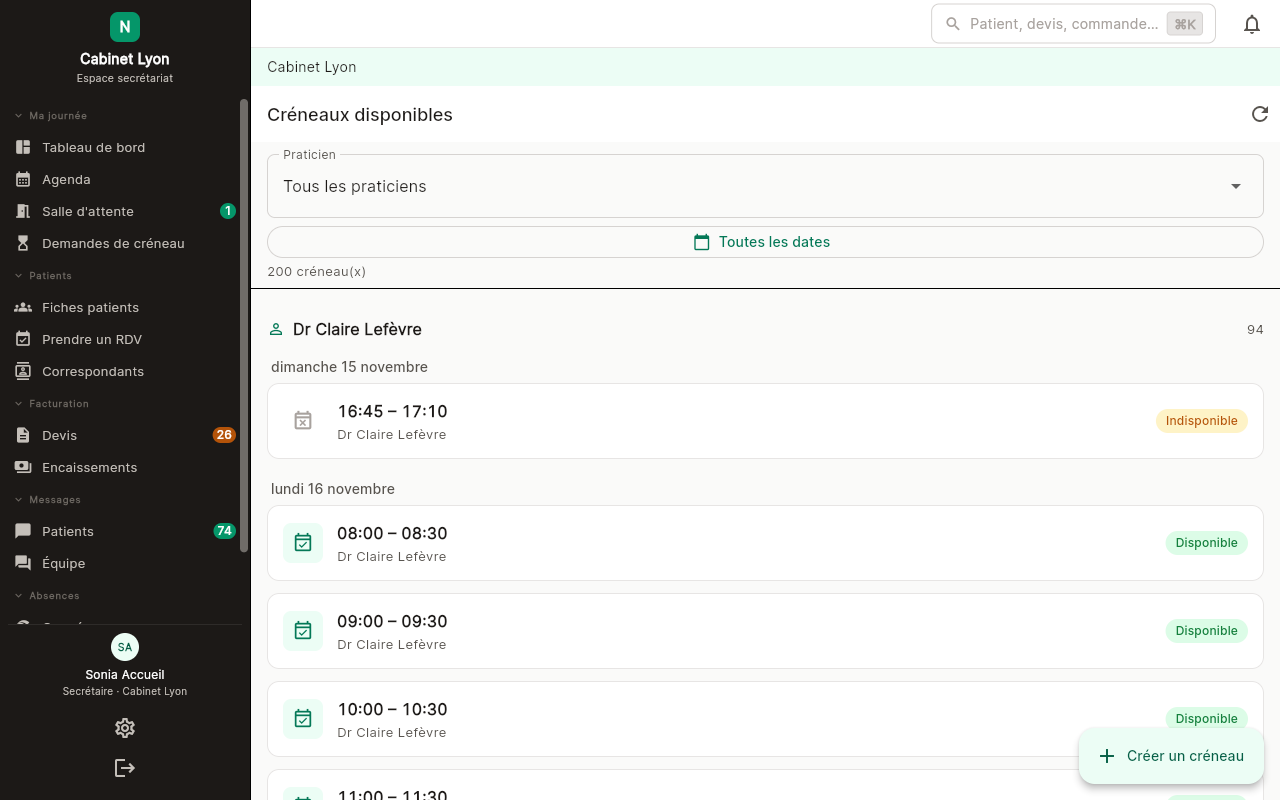 N
Cabinet Lyon
Espace secrétariat
Ma journée
Tableau de bord
Agenda
Salle d'attente 1
Demandes de créneau
Patients
Fiches patients
Prendre un RDV
Correspondants
Facturation
Devis 26
Encaissements
Messages
Patients 74
Équipe
Absences
SA
Sonia Accueil
Secrétaire · Cabinet Lyon
Patient, devis, commande... ⌘K
Cabinet Lyon
Créneaux disponibles
Praticien
Tous les praticiens
Toutes les dates
200 créneau(x)
Dr Claire Lefèvre 94
dimanche 15 novembre
16:45 – 17:10
Dr Claire Lefèvre
Indisponible
lundi 16 novembre
08:00 – 08:30
Dr Claire Lefèvre
Disponible
09:00 – 09:30
Dr Claire Lefèvre
Disponible
10:00 – 10:30
Dr Claire Lefèvre
Disponible
11:00 – 11:30
Créer un créneau